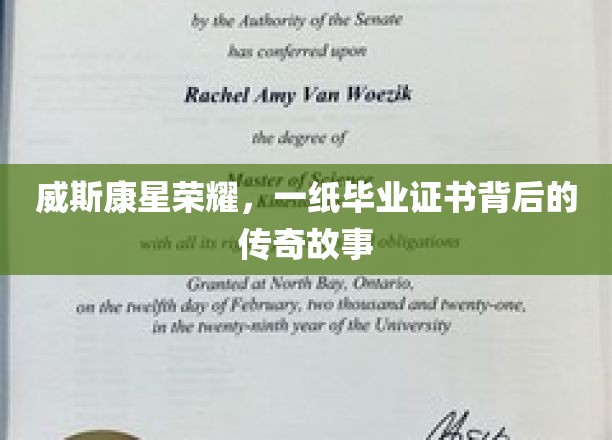 by the Authority of the Senate
has conferred upon
Rachel Amy Van Woezik
the degree of
Master of Science
威斯康星荣耀，一纸毕业证书背后的
传奇故事
with all its obligations
Granted at North Bay, Ontario,
on the twelfth day of February, two thousand and twenty-one,
in the twenty-ninth year of the University